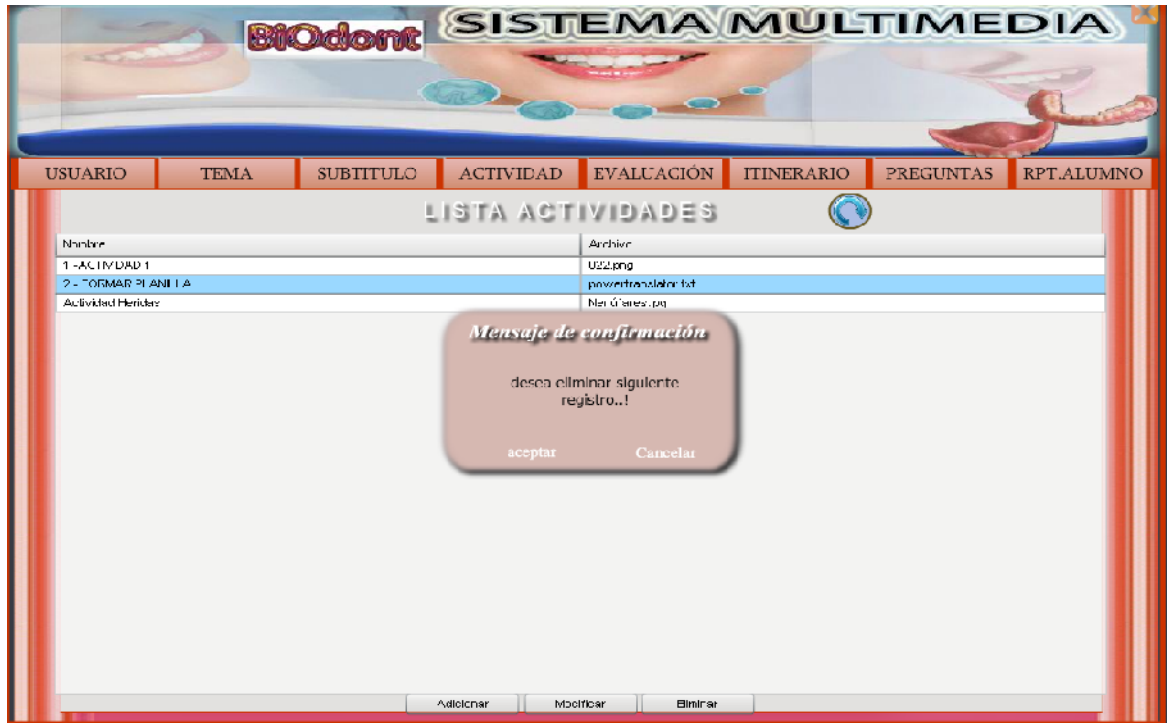 BIOdont
SISTEMA MULTIMEDIA
USUARIO TEMA SUBTITULO ACTIVIDAD EVALUACIÓN ITINERARIO PREGUNTAS RPT.ALUMNO
LISTA ACTIVIDADES
Nombre Archivo
1 -ACTIVIDAD 1 022.png
2 - FORMAR PLANILLA powertranslator.txt
Actividad Heridas Nenúfares.jpg
Mensaje de confirmación
desea eliminar siguiente
registro..!
aceptar Cancelar
Adicionar Modificar Eliminar